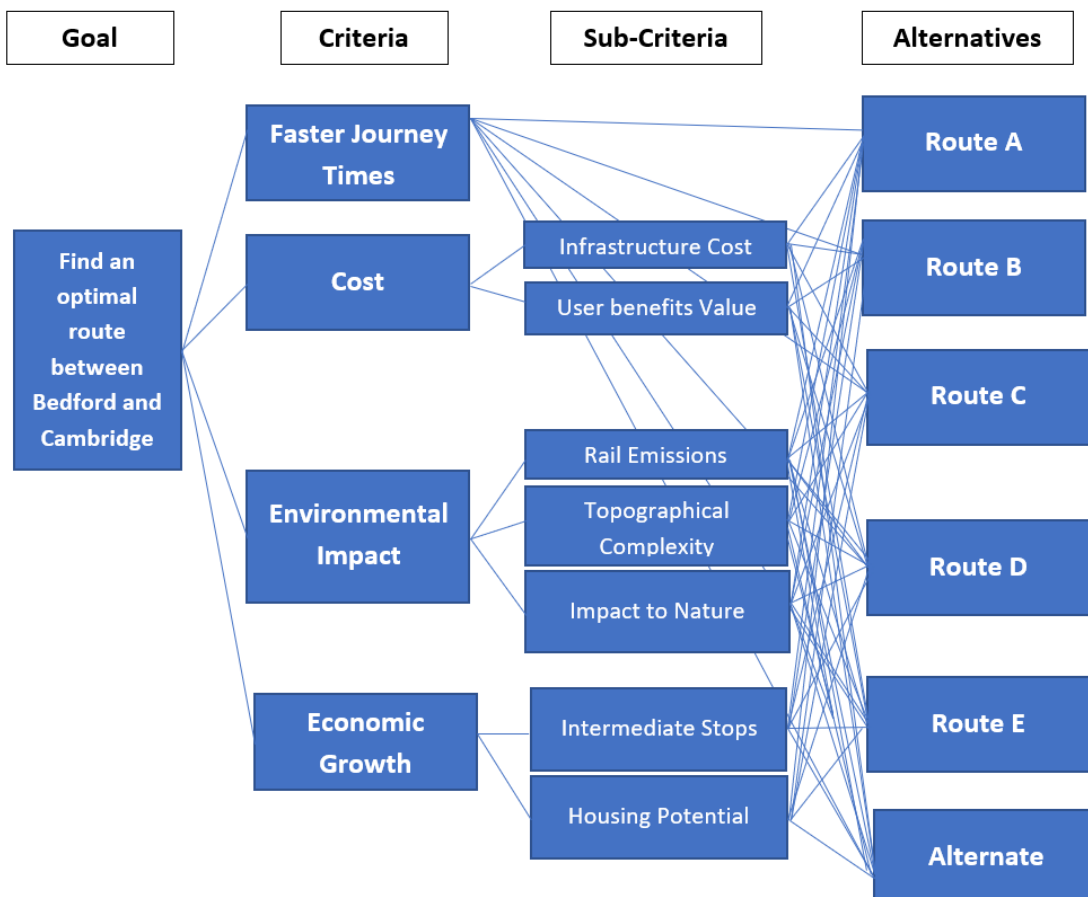 Goal
Criteria
Sub-Criteria
Alternatives
Find an
optimal
route
between
Bedford and
Cambridge
Faster Journey
Times
Cost
Environmental
Impact
Economic
Growth
Infrastructure Cost
User benefits Value
Rail Emissions
Topographical
Complexity
Impact to Nature
Intermediate Stops
Housing Potential
Route A
Route B
Route C
Route D
Route E
Alternate